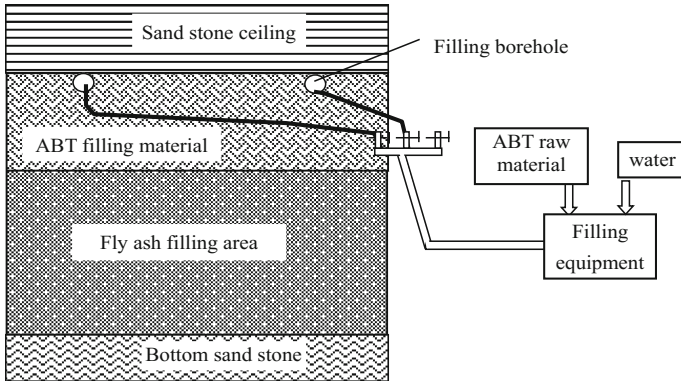 Sand stone ceiling
Filling borehole
ABT filling material
ABT raw
material
water
Fly ash filling area
Filling
equipment
Bottom sand stone